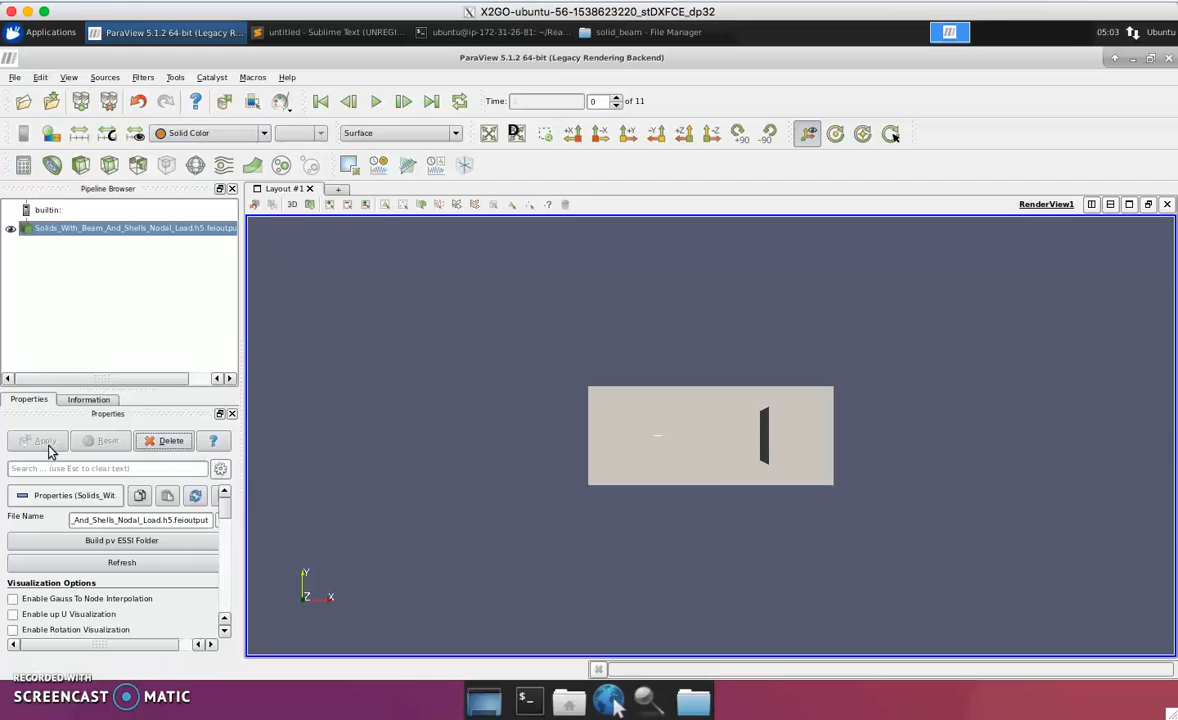 X2GO-ubuntu-56-1538623220_stDXFCE_dp32
Applications
ParaView 5.1.2 64-bit (Legacy R...
untitled - Sublime Text (UNREGI...
ubuntu@ip-172-31-26-81: ~/Rea...
solid_beam - File Manager
05:03
Ubuntu
ParaView 5.1.2 64-bit (Legacy Rendering Backend)
File Edit View Sources Filters Tools Catalyst Macros Help
Time: 0 of 11
Solid Color
Surface
+X -X +Y -Y +Z -Z +90 -90
Pipeline Browser
Layout #1
3D
RenderView1
builtin:
Solids_With_Beam_And_Shells_Nodal_Load.h5.feioutpu
Properties
Information
Properties
Apply
Reset
Delete
?
Search ... (use Esc to clear text)
Properties (Solids_Wit
File Name
_And_Shells_Nodal_Load.h5.feioutput
Build pv ESSI Folder
Refresh
Visualization Options
Enable Gauss To Node Interpolation
Enable up U Visualization
Enable Rotation Visualization
Y
Z
X
RECORDED WITH
SCREENCAST MATIC